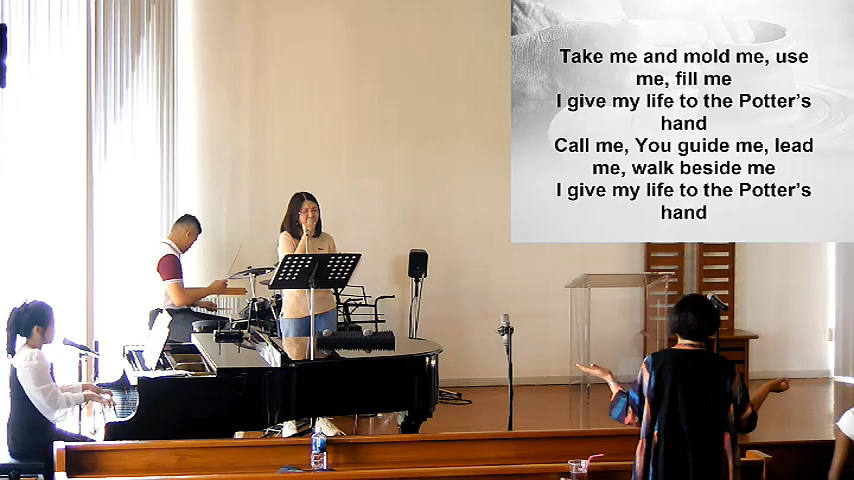 Take me and mold me, use
me, fill me
I give my life to the Potter's
hand
Call me, You guide me, lead
me, walk beside me
I give my life to the Potter's
hand